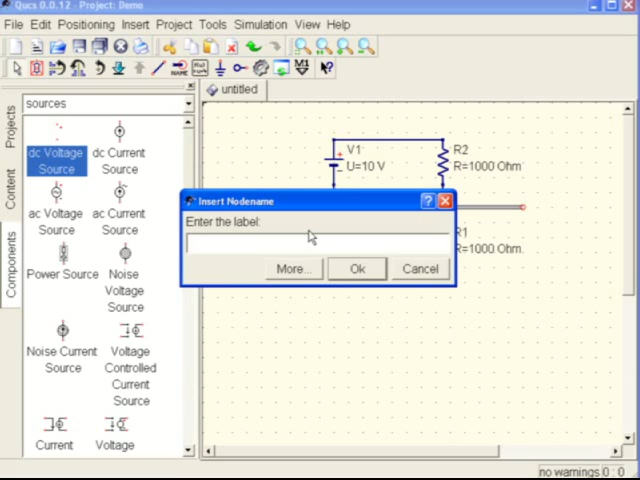 Qucs 0.0.12 - Project: Demo
File Edit Positioning Insert Project Tools Simulation View Help
NAME
untitled
Projects
Content
Components
sources
dc Voltage Source
dc Current Source
ac Voltage Source
ac Current Source
Power Source
Noise Voltage Source
Noise Current Source
Voltage Controlled Current Source
Current
Voltage
V1
U=10 V
R2
R=1000 Ohm
R1
R=1000 Ohm
Insert Nodename
Enter the label:
More...
Ok
Cancel
no warnings 0 : 0